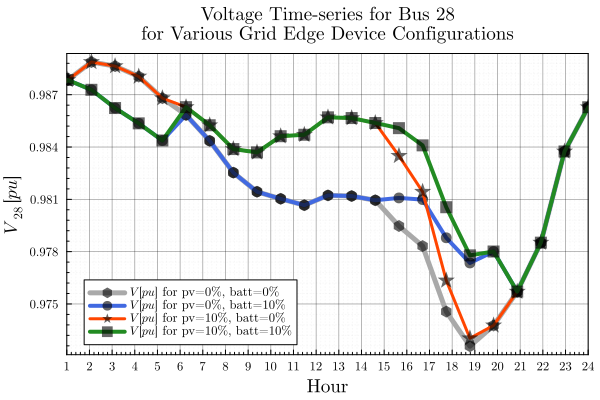 Voltage Time-series for Bus 28
for Various Grid Edge Device Configurations
V28 [pu]
0.987
0.984
0.981
0.978
0.975
V[pu] for pv=0%, batt=0%
V[pu] for pv=0%, batt=10%
V[pu] for pv=10%, batt=0%
V[pu] for pv=10%, batt=10%
1 2 3 4 5 6 7 8 9 10 11 12 13 14 15 16 17 18 19 20 21 22 23 24
Hour